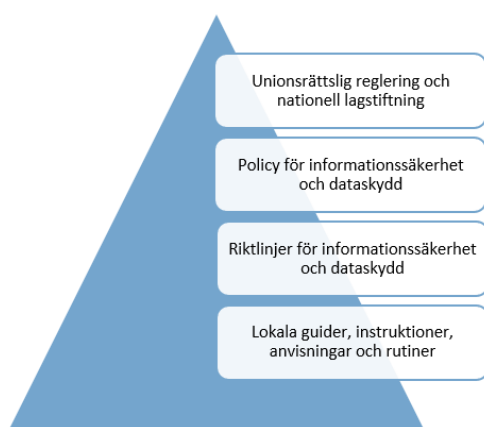 Unionsrättslig reglering och
nationell lagstiftning
Policy för informationssäkerhet
och dataskydd
Riktlinjer för informationssäkerhet
och dataskydd
Lokala guider, instruktioner,
anvisningar och rutiner